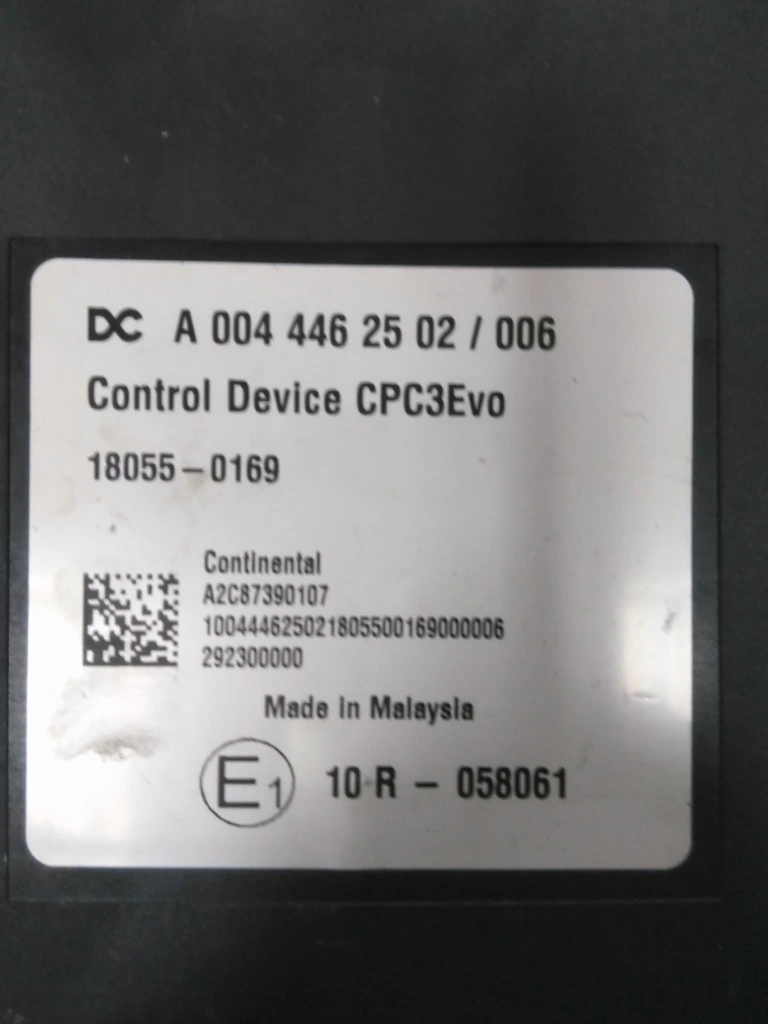 DC A 004 446 25 02 / 006
Control Device CPC3Evo
18055-0169
Continental
A2C87390107
10044462502180550016900006
292300000
Made in Malaysia
E1 10 R - 058061